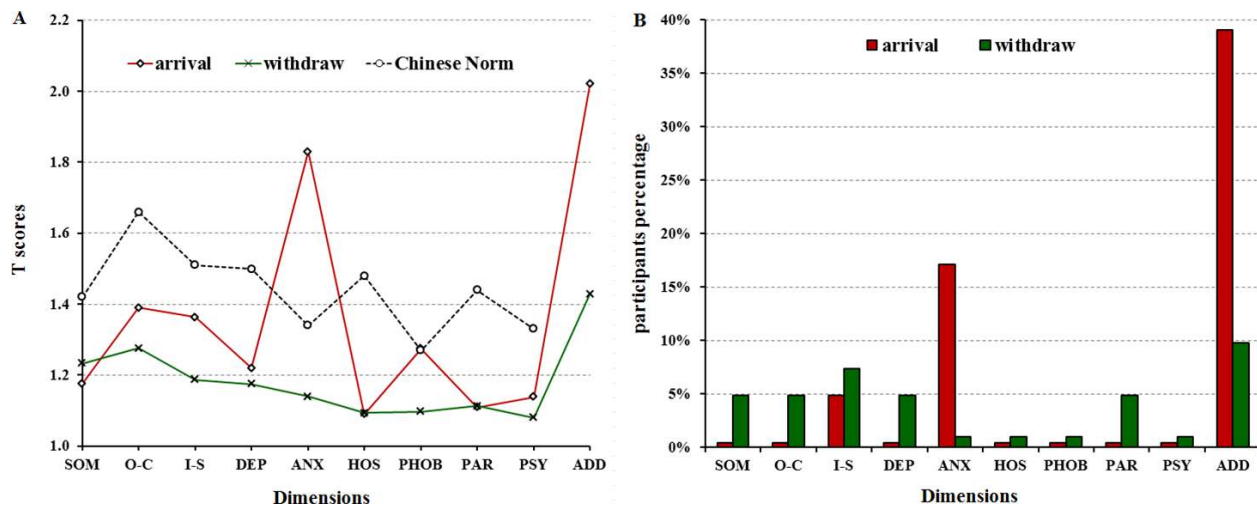 A
2.2
2.0
1.8
1.6
1.4
1.2
1.0
T scores
arrival withdraw Chinese Norm
SOM O-C I-S DEP ANX HOS PHOB PAR PSY ADD
Dimensions
B
40%
35%
30%
25%
20%
15%
10%
5%
0%
participants percentage
arrival withdraw
SOM O-C I-S DEP ANX HOS PHOB PAR PSY ADD
Dimensions